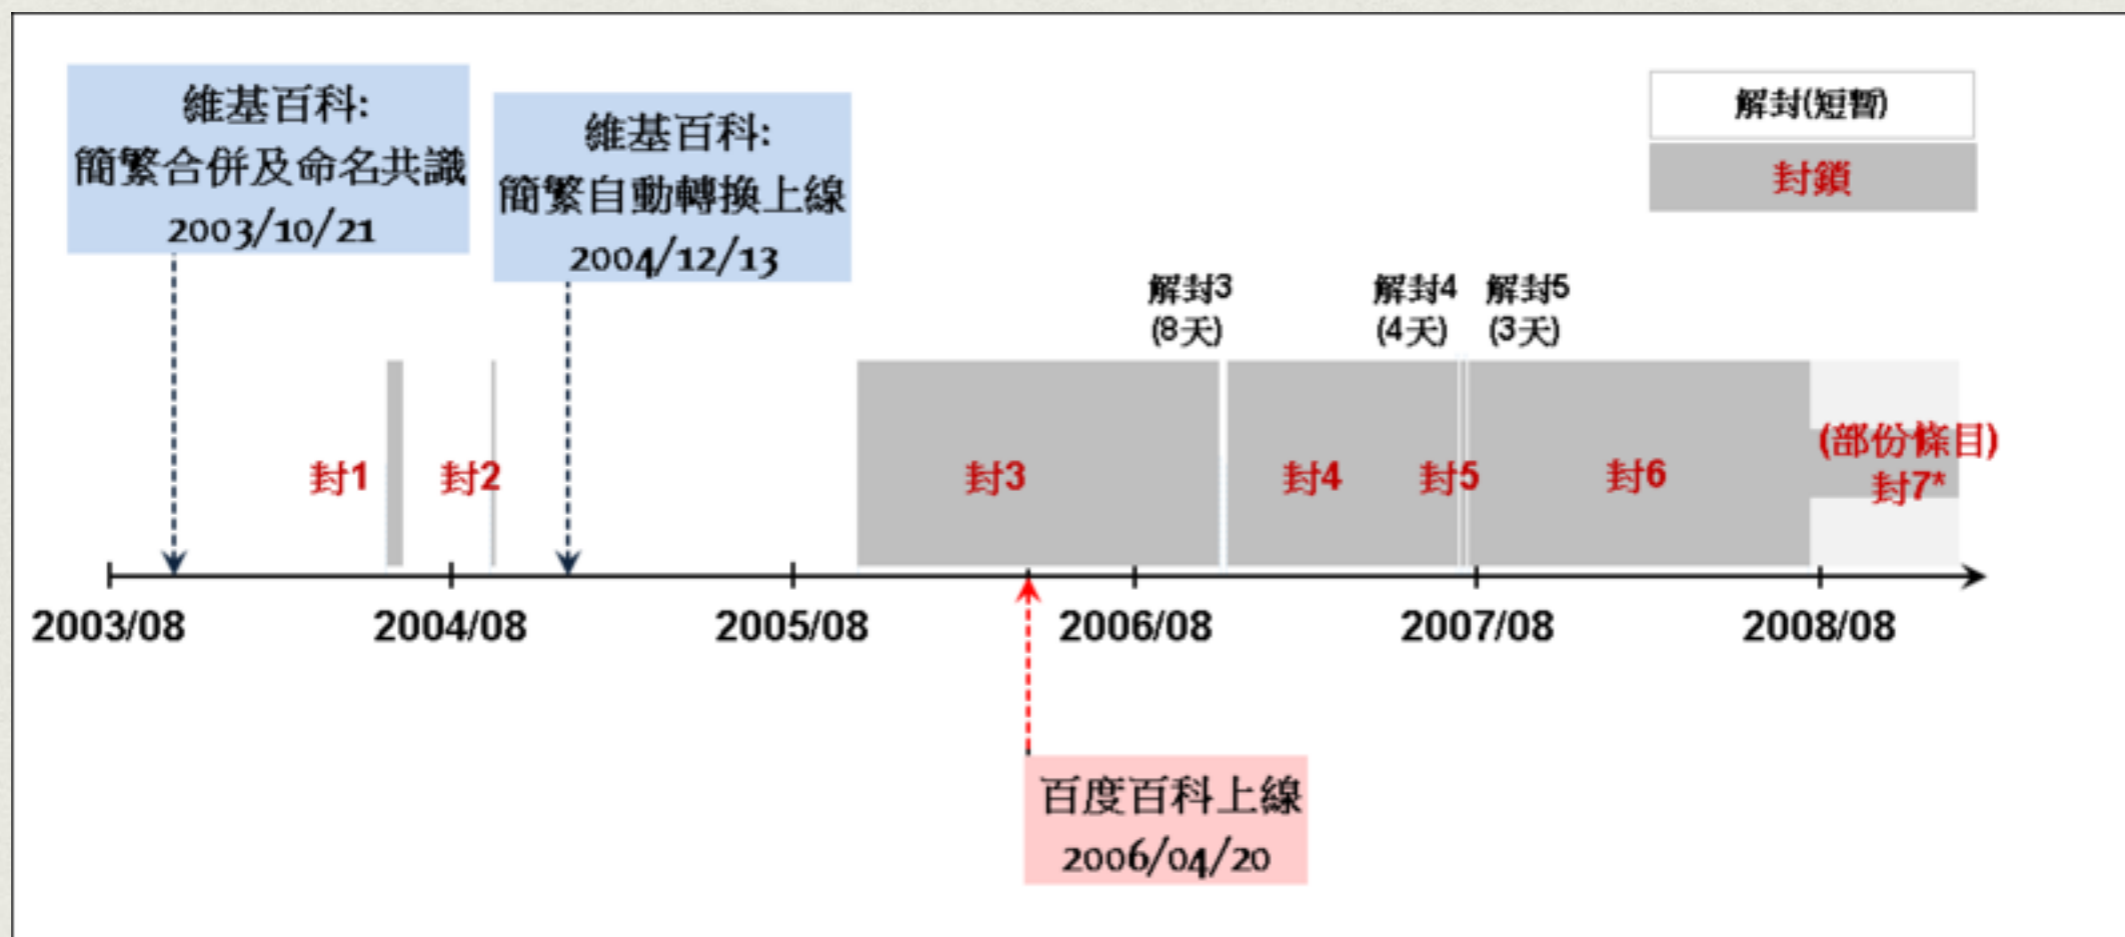 維基百科:
簡繁合併及命名共識
2003/10/21
維基百科:
簡繁自動轉換上線
2004/12/13
解封(短暫)
封鎖
解封3
(8天)
解封4
(4天)
解封5
(3天)
封1
封2
封3
封4
封5
封6
(部份條目)
封7*
2003/08
2004/08
2005/08
2006/08
2007/08
2008/08
百度百科上線
2006/04/20